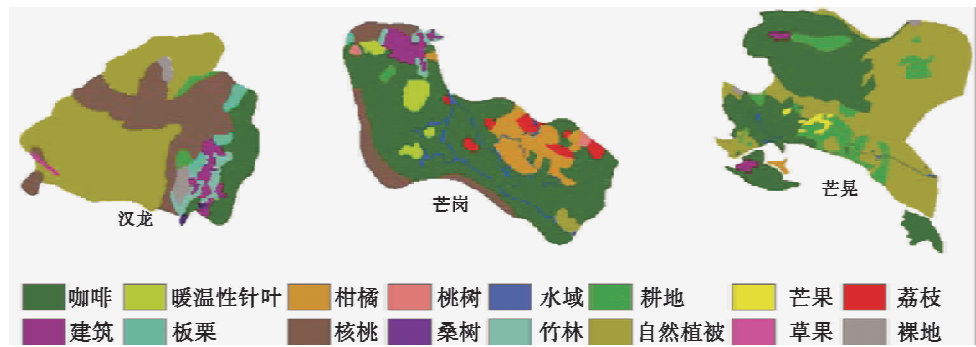 汉龙
芒岗
芒晃
咖啡 暖温性针叶 柑橘 桃树 水域 耕地 芒果 荔枝
建筑 板栗 核桃 桑树 竹林 自然植被 草果 裸地